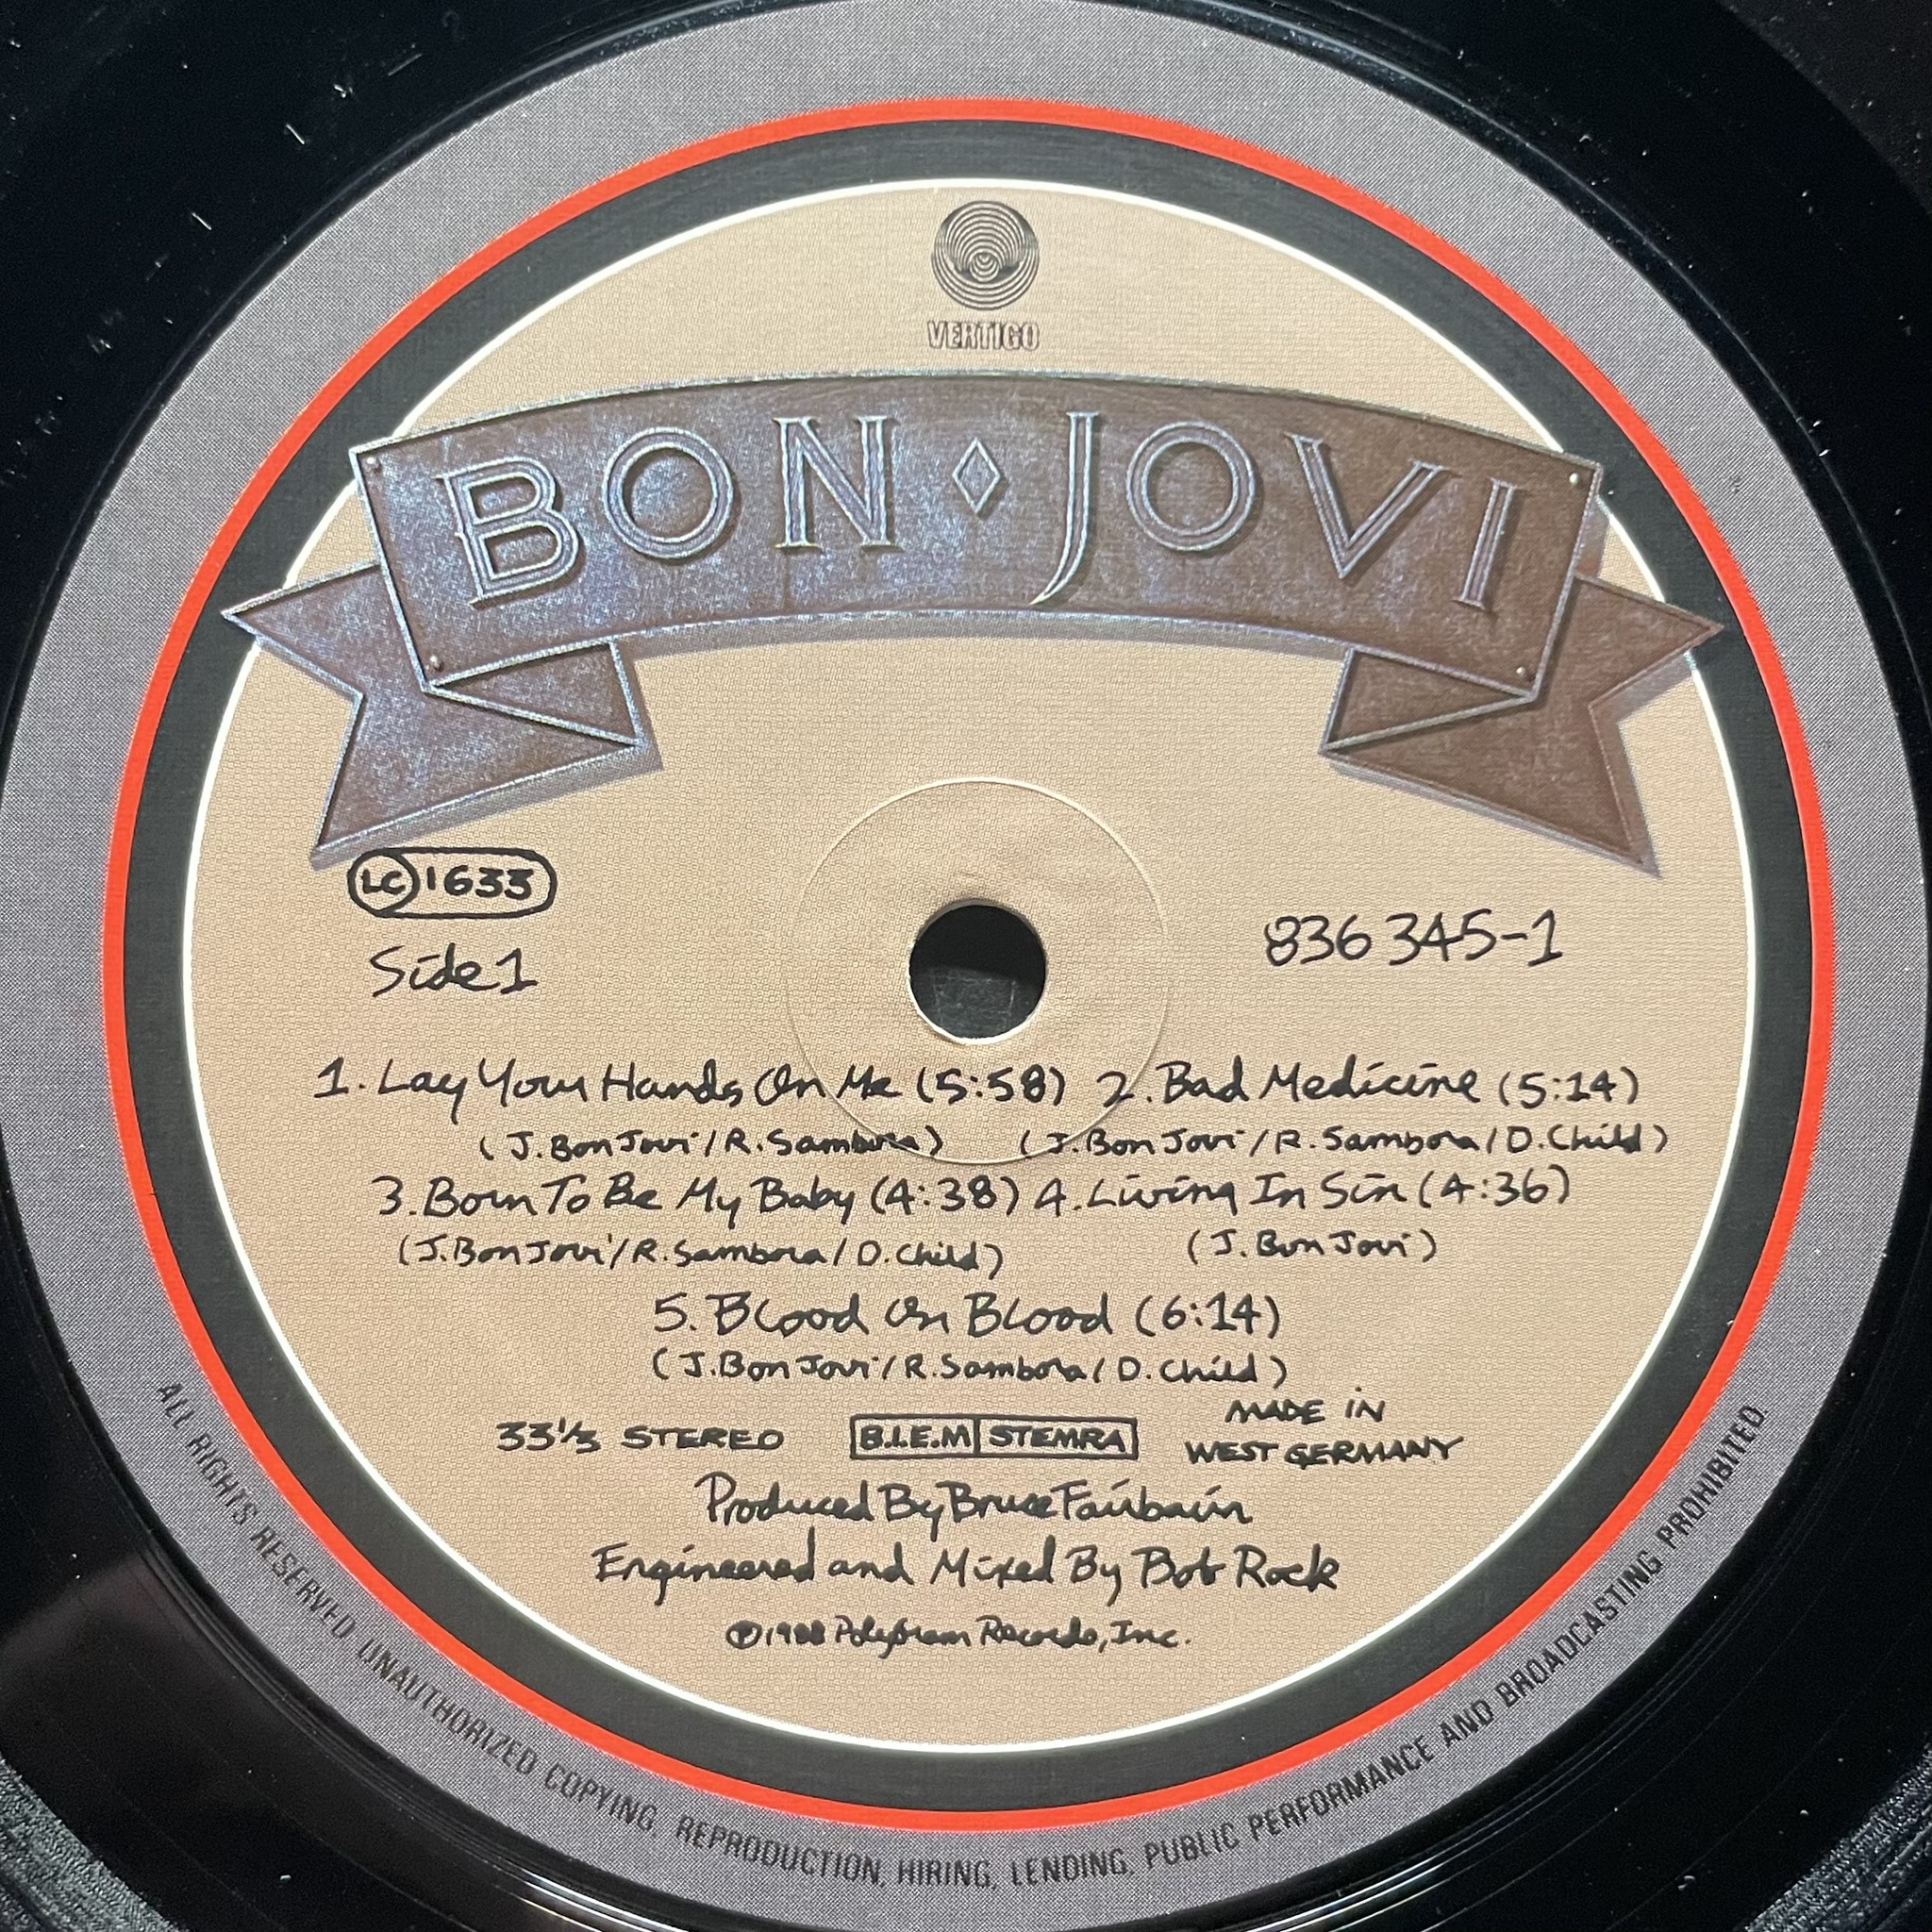 VERTIGO
BON ♦ JOVI
LC 1633
Side 1
836 345-1
1. Lay Your Hands On Me (5:58) 2. Bad Medicine (5:14)
(J. Bon Jovi / R. Sambora) (J. Bon Jovi / R. Sambora / D. Child)
3. Born To Be My Baby (4:38) 4. Living In Sin (4:36)
(J. Bon Jovi / R. Sambora / D. Child) (J. Bon Jovi)
5. Blood On Blood (6:14)
(J. Bon Jovi / R. Sambora / D. Child)
33 1/3 STEREO B.I.E.M STEMRA MADE IN
WEST GERMANY
Produced By Bruce Fairbairn
Engineered and Mixed By Bob Rock
℗ 1988 PolyGram Records, Inc.
ALL RIGHTS RESERVED UNAUTHORIZED COPYING, REPRODUCTION, HIRING, LENDING, PUBLIC PERFORMANCE AND BROADCASTING PROHIBITED.